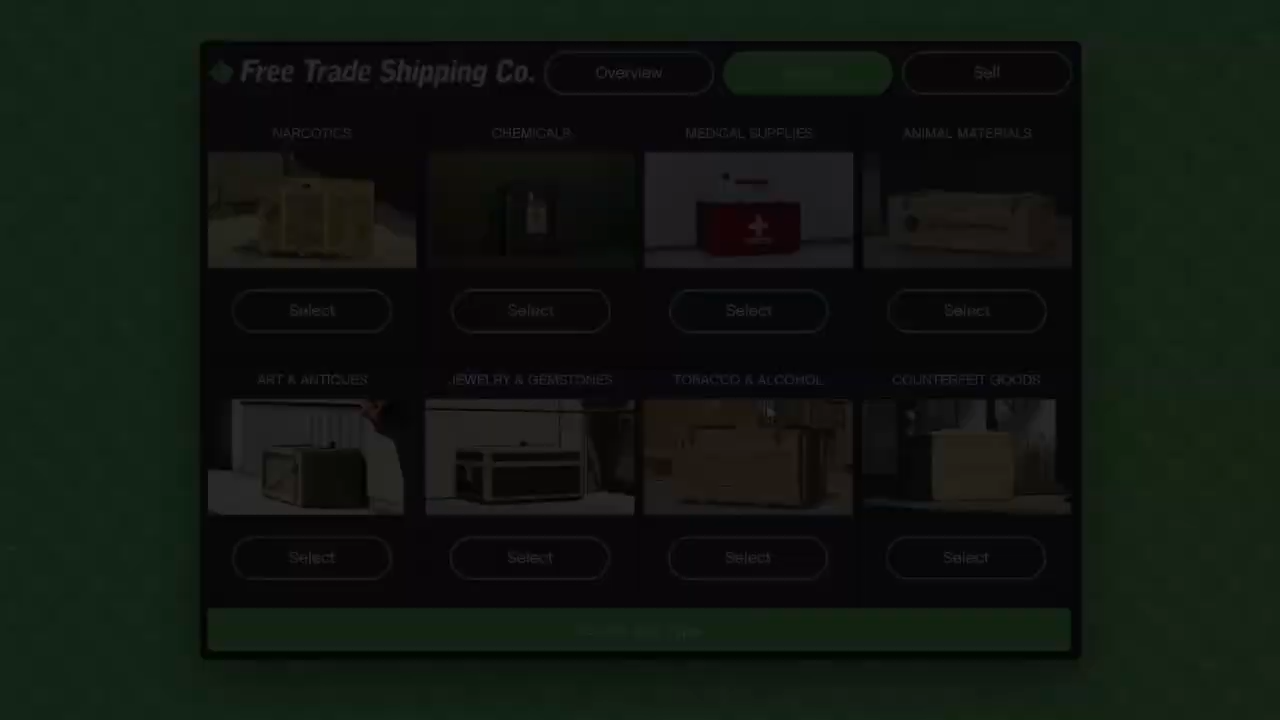 Free Trade Shipping Co.
Overview
Sell
NARCOTICS
CHEMICALS
MEDICAL SUPPLIES
ANIMAL MATERIALS
Select
Select
Select
Select
ART & ANTIQUES
JEWELRY & GEMSTONES
TOBACCO & ALCOHOL
COUNTERFEIT GOODS
Select
Select
Select
Select